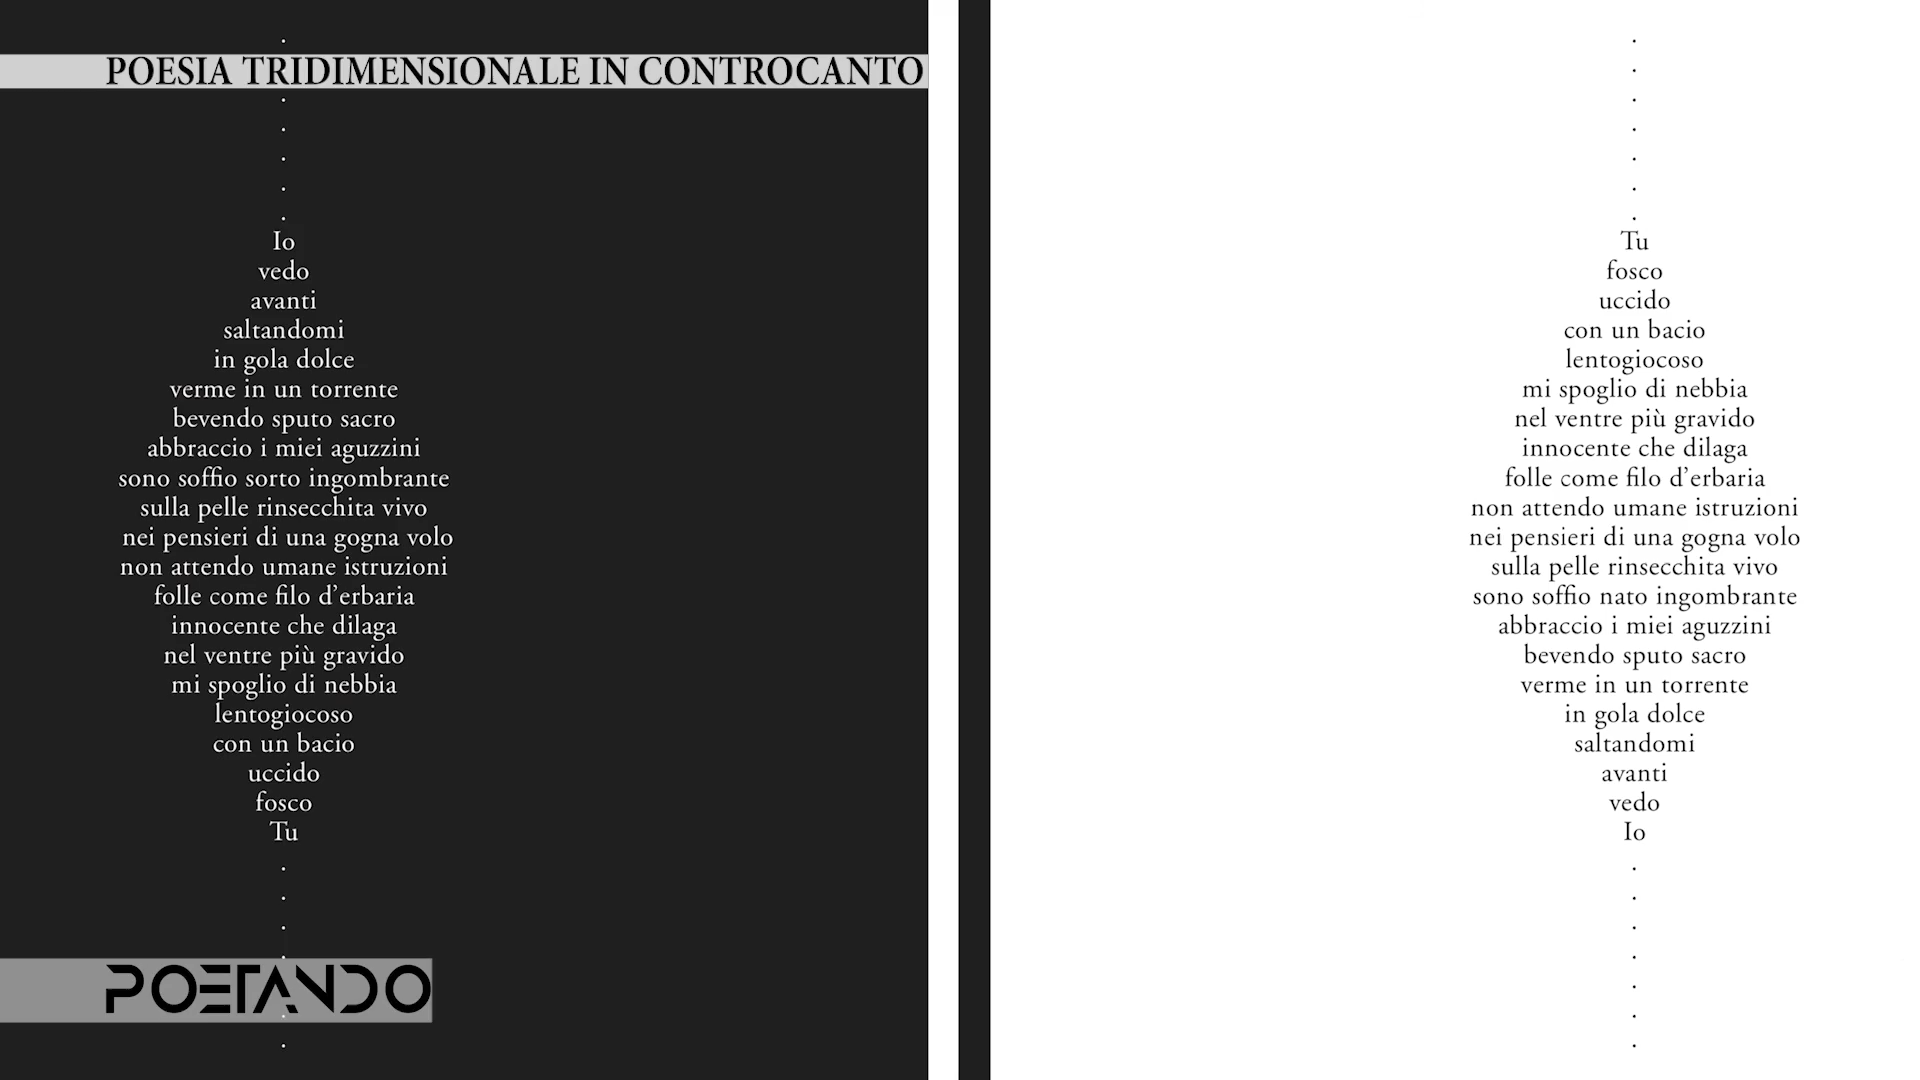 POESIA TRIDIMENSIONALE IN CONTROCANTO
Io
vedo
avanti
saltandomi
in gola dolce
verme in un torrente
bevendo sputo sacro
abbraccio i miei aguzzini
sono soffio sorto ingombrante
sulla pelle rinsecchita vivo
nei pensieri di una gogna volo
non attendo umane istruzioni
folle come filo d’erbaria
innocente che dilaga
nel ventre più gravido
mi spoglio di nebbia
lentogiocoso
con un bacio
uccido
fosco
Tu
POETANDO
Tu
fosco
uccido
con un bacio
lentogiocoso
mi spoglio di nebbia
nel ventre più gravido
innocente che dilaga
folle come filo d’erbaria
non attendo umane istruzioni
nei pensieri di una gogna volo
sulla pelle rinsecchita vivo
sono soffio nato ingombrante
abbraccio i miei aguzzini
bevendo sputo sacro
verme in un torrente
in gola dolce
saltandomi
avanti
vedo
Io